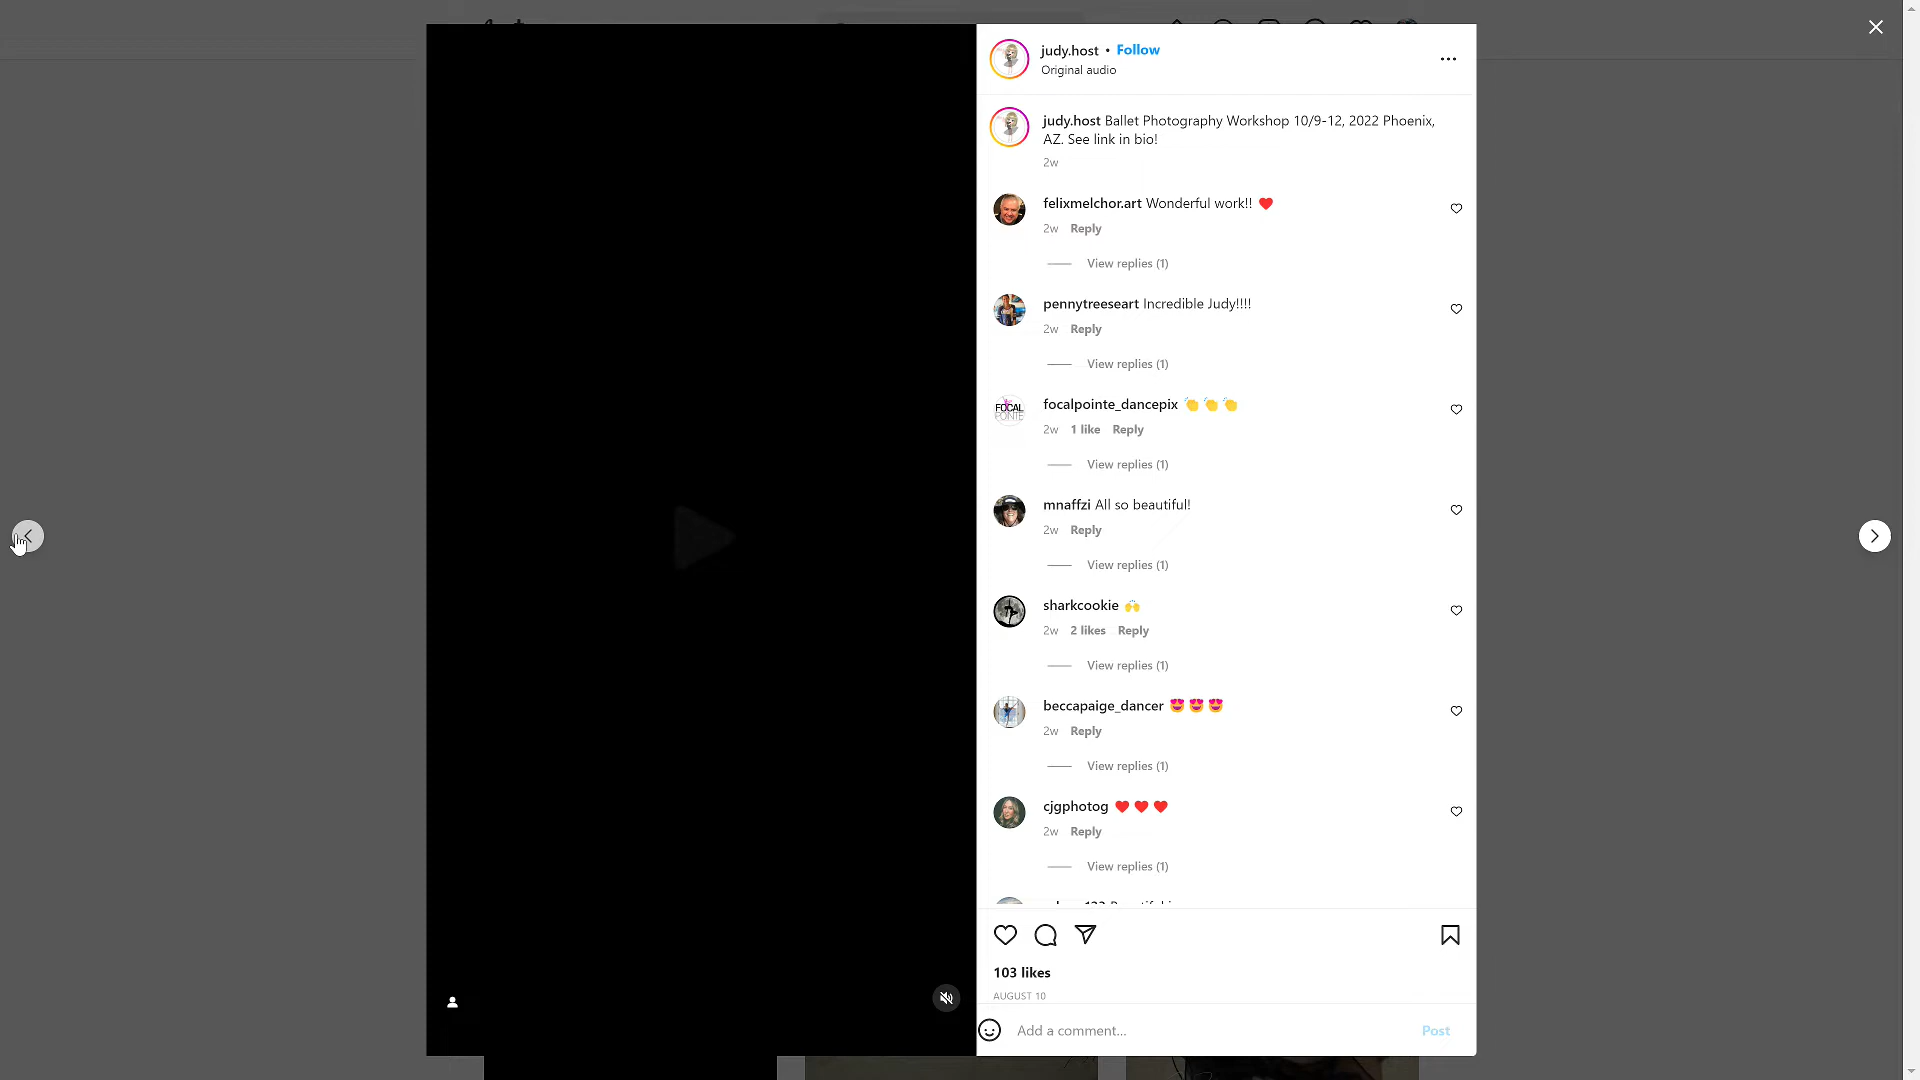 judy.host • Follow
Original audio
judy.host Ballet Photography Workshop 10/9-12, 2022 Phoenix,
AZ. See link in bio!
2w
felixmelchor.art Wonderful work!! ❤️
2w Reply
View replies (1)
pennytreeseart Incredible Judy!!!!
2w Reply
View replies (1)
FOCAL
POINTE
focalpointe_dancepix 👏👏👏
2w 1 like Reply
View replies (1)
mnaffzi All so beautiful!
2w Reply
View replies (1)
sharkcookie 🙌
2w 2 likes Reply
View replies (1)
beccapaige_dancer 😍😍😍
2w Reply
View replies (1)
cjgphotog ❤️❤️❤️
2w Reply
View replies (1)
103 likes
AUGUST 10
Add a comment...
Post